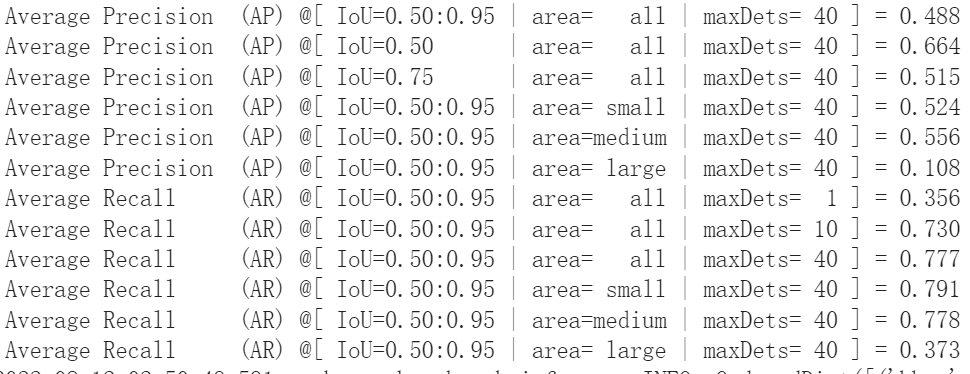 Average Precision  (AP) @[ IoU=0.50:0.95 | area=   all | maxDets= 40 ] = 0.488
Average Precision  (AP) @[ IoU=0.50      | area=   all | maxDets= 40 ] = 0.664
Average Precision  (AP) @[ IoU=0.75      | area=   all | maxDets= 40 ] = 0.515
Average Precision  (AP) @[ IoU=0.50:0.95 | area= small | maxDets= 40 ] = 0.524
Average Precision  (AP) @[ IoU=0.50:0.95 | area=medium | maxDets= 40 ] = 0.556
Average Precision  (AP) @[ IoU=0.50:0.95 | area= large | maxDets= 40 ] = 0.108
Average Recall     (AR) @[ IoU=0.50:0.95 | area=   all | maxDets=  1 ] = 0.356
Average Recall     (AR) @[ IoU=0.50:0.95 | area=   all | maxDets= 10 ] = 0.730
Average Recall     (AR) @[ IoU=0.50:0.95 | area=   all | maxDets= 40 ] = 0.777
Average Recall     (AR) @[ IoU=0.50:0.95 | area= small | maxDets= 40 ] = 0.791
Average Recall     (AR) @[ IoU=0.50:0.95 | area=medium | maxDets= 40 ] = 0.778
Average Recall     (AR) @[ IoU=0.50:0.95 | area= large | maxDets= 40 ] = 0.373